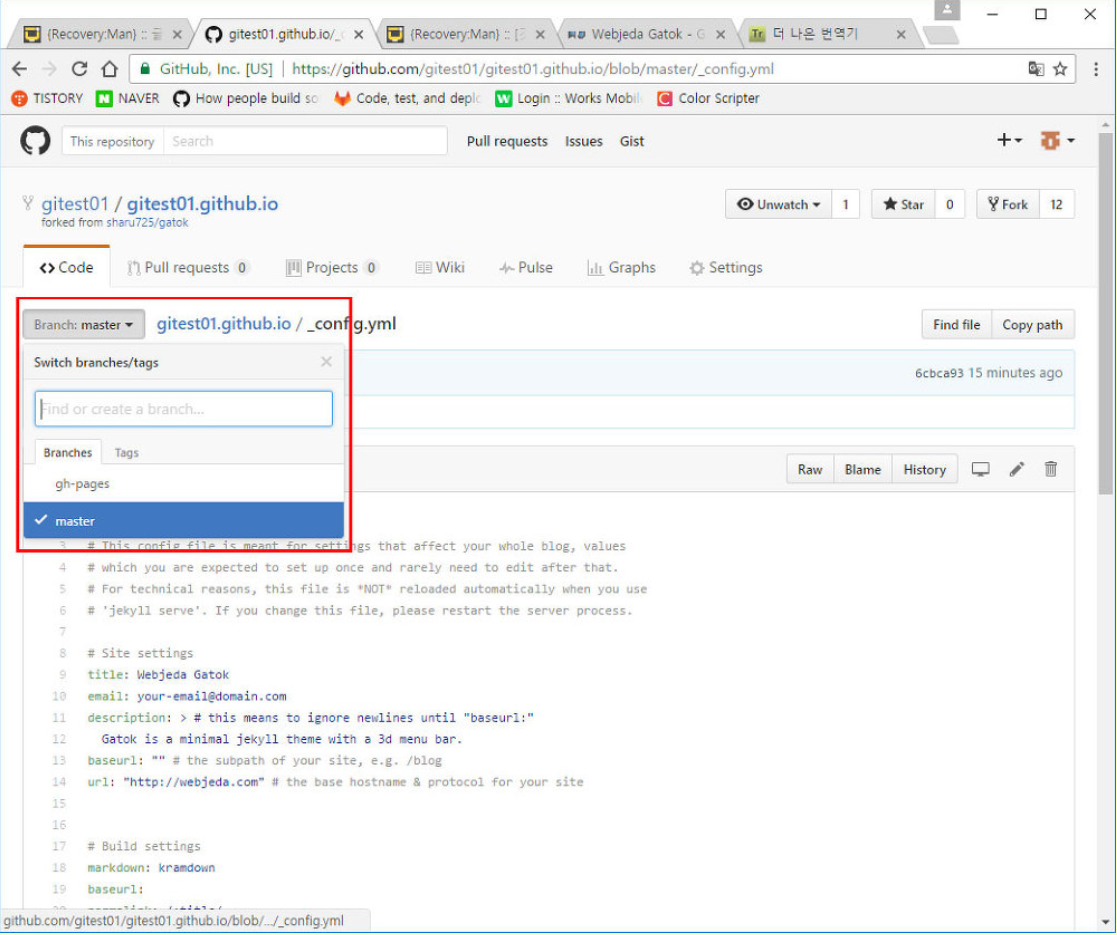 {Recovery:Man} ::
gitest01.github.io/_c
{Recovery:Man} :: [
Webjeda Gatok - G
Tr 더 나은 번역기
GitHub, Inc. [US] | https://github.com/gitest01/gitest01.github.io/blob/master/_config.yml
TISTORY
N NAVER
How people build so
Code, test, and deplo
W Login :: Works Mobil
C Color Scripter
This repository Search
Pull requests Issues Gist
gitest01 / gitest01.github.io
Unwatch 1
Star 0
Fork 12
forked from sharu725/gatok
Code
Pull requests 0
Projects 0
Wiki
Pulse
Graphs
Settings
Branch: master
gitest01.github.io / _config.yml
Find file
Copy path
Switch branches/tags
6cbca93 15 minutes ago
Find or create a branch...
Branches Tags
Raw Blame History
gh-pages
master
3 # This config file is meant for settings that affect your whole blog, values
4 # which you are expected to set up once and rarely need to edit after that.
5 # For technical reasons, this file is *NOT* reloaded automatically when you use
6 # 'jekyll serve'. If you change this file, please restart the server process.
7
8 # Site settings
9 title: Webjeda Gatok
10 email: your-email@domain.com
11 description: > # this means to ignore newlines until "baseurl:"
12 Gatok is a minimal jekyll theme with a 3d menu bar.
13 baseurl: "" # the subpath of your site, e.g. /blog
14 url: "http://webjeda.com" # the base hostname & protocol for your site
15
16
17 # Build settings
18 markdown: kramdown
19 baseurl:
github.com/gitest01/gitest01.github.io/blob/.../_config.yml